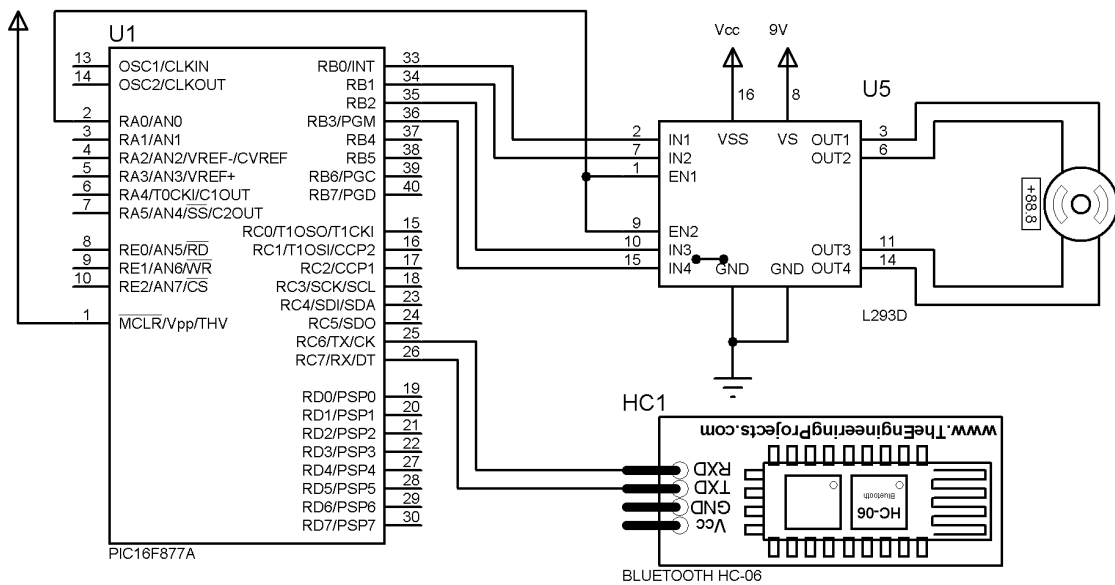 U1
13 OSC1/CLKIN
14 OSC2/CLKOUT
2 RA0/AN0
3 RA1/AN1
4 RA2/AN2/VREF-/CVREF
5 RA3/AN3/VREF+
6 RA4/T0CKI/C1OUT
7 RA5/AN4/SS/C2OUT
8 RE0/AN5/RD
9 RE1/AN6/WR
10 RE2/AN7/CS
1 MCLR/Vpp/THV
RB0/INT 33
RB1 34
RB2 35
RB3/PGM 36
RB4 37
RB5 38
RB6/PGC 39
RB7/PGD 40
RC0/T1OSO/T1CKI 15
RC1/T1OSI/CCP2 16
RC2/CCP1 17
RC3/SCK/SCL 18
RC4/SDI/SDA 23
RC5/SDO 24
RC6/TX/CK 25
RC7/RX/DT 26
RD0/PSP0 19
RD1/PSP1 20
RD2/PSP2 21
RD3/PSP3 22
RD4/PSP4 27
RD5/PSP5 28
RD6/PSP6 29
RD7/PSP7 30
PIC16F877A
Vcc 9V
16 8
U5
VSS VS
2 IN1
7 IN2
1 EN1
9 EN2
10 IN3
15 IN4
GND GND
OUT1 3
OUT2 6
OUT3 11
OUT4 14
L293D
+88.8
HC1
www.TheEngineeringProjects.com
RXD
TXD
GND
Vcc
HC-06
Bluetooth
BLUETOOTH HC-06